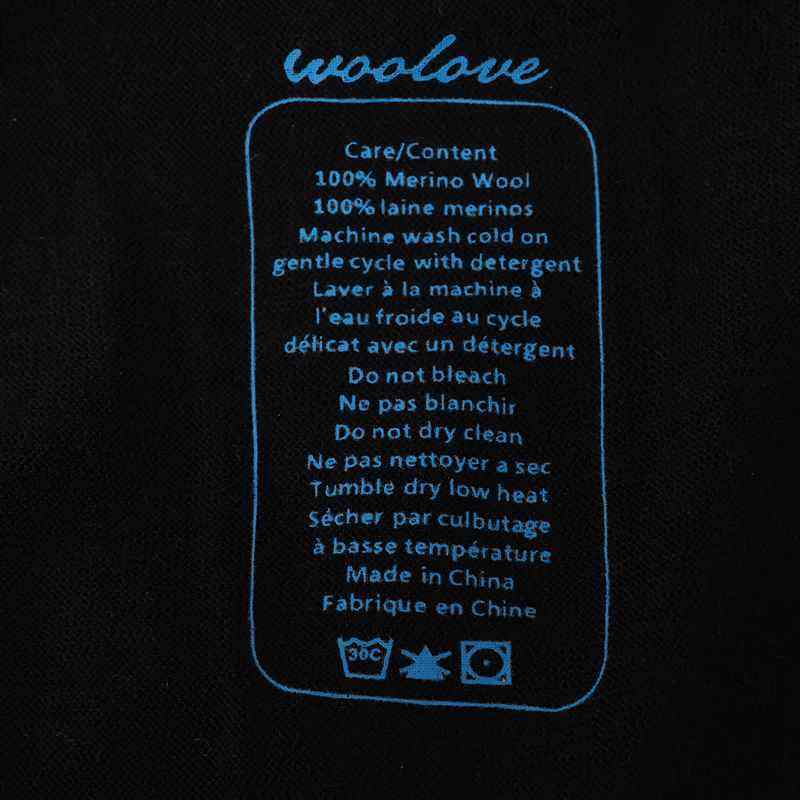 woolove
Care/Content
100% Merino Wool
100% laine merinos
Machine wash cold on
gentle cycle with detergent
Laver à la machine à
l'eau froide au cycle
délicat avec un détergent
Do not bleach
Ne pas blanchir
Do not dry clean
Ne pas nettoyer a sec
Tumble dry low heat
Sécher par culbutage
à basse température
Made in China
Fabrique en Chine
30C